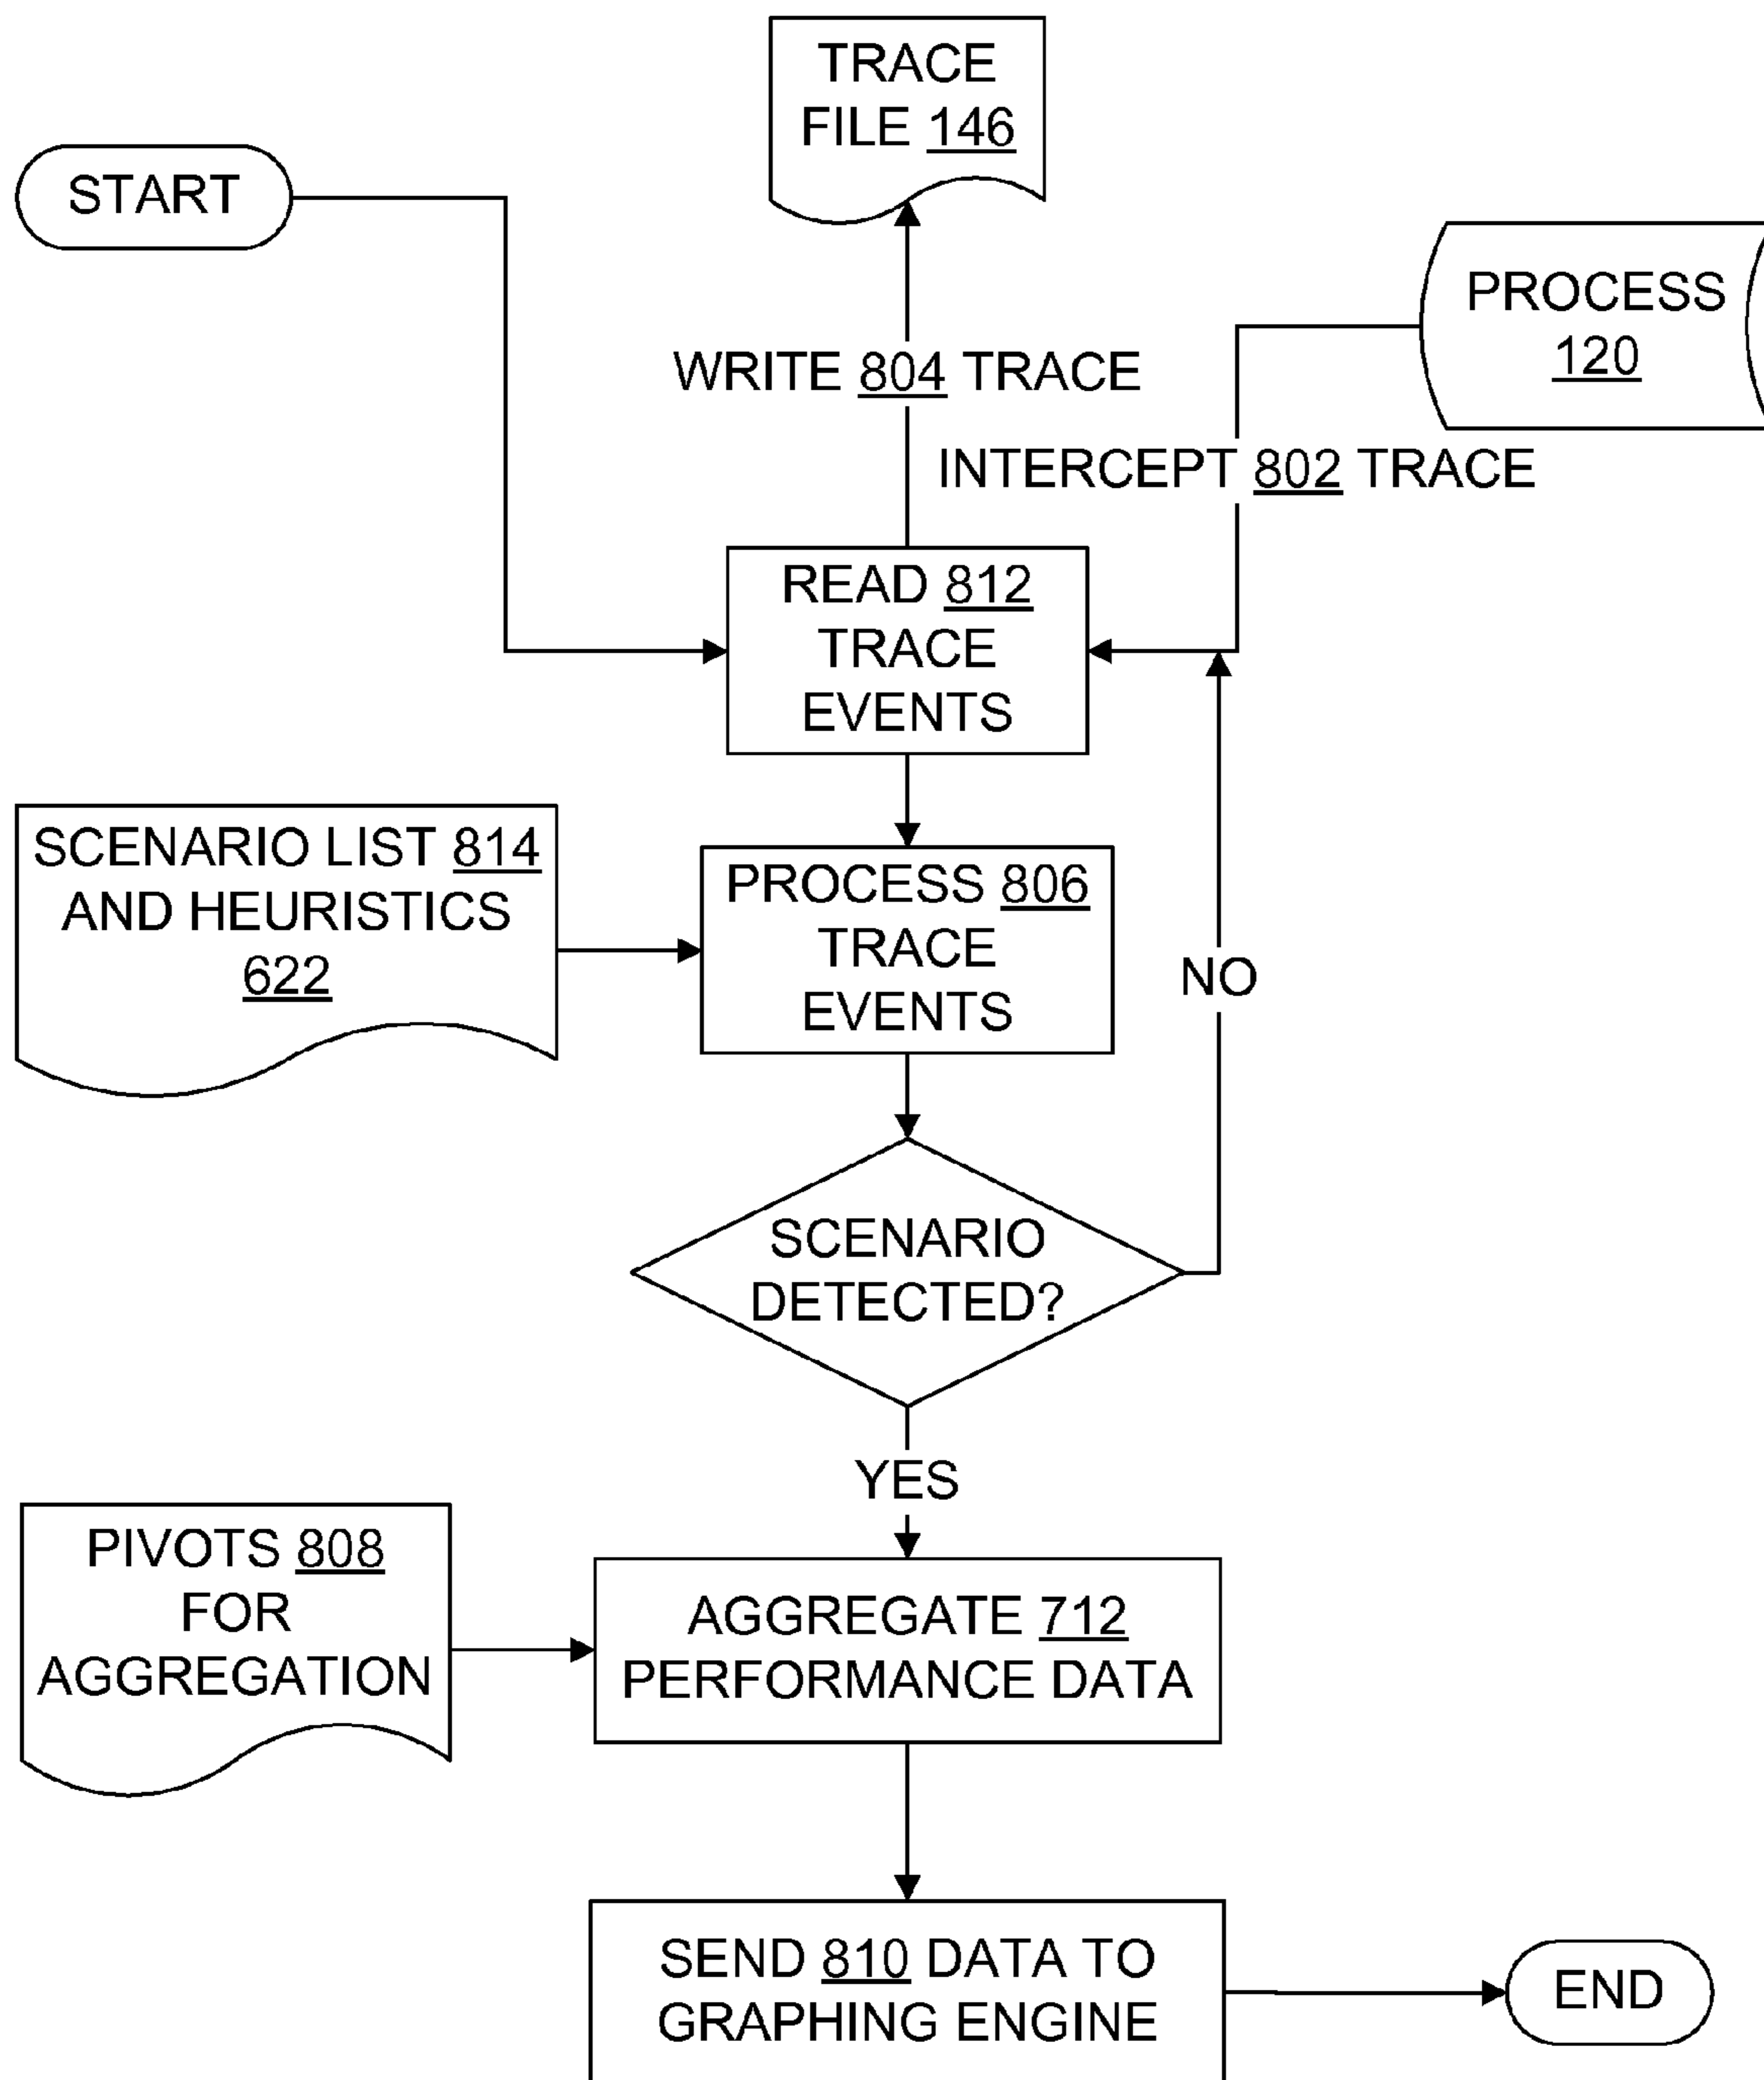 TRACE
FILE 146
START
PROCESS
120
WRITE 804 TRACE
INTERCEPT 802 TRACE
READ 812
TRACE
EVENTS
SCENARIO LIST 814
AND HEURISTICS
622
PROCESS 806
TRACE
EVENTS
NO
SCENARIO
DETECTED?
YES
PIVOTS 808
FOR
AGGREGATION
AGGREGATE 712
PERFORMANCE DATA
SEND 810 DATA TO
GRAPHING ENGINE
END